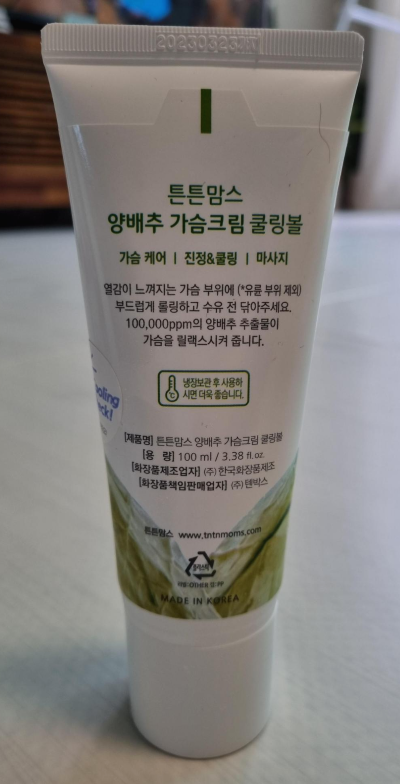 튼튼맘스
양배추 가슴크림 쿨링볼
가슴 케어 | 진정&쿨링 | 마사지
열감이 느껴지는 가슴 부위에 (*유륜 부위 제외)
부드럽게 롤링하고 수유 전 닦아주세요.
100,000ppm의 양배추 추출물이
가슴을 릴랙스시켜 줍니다.
℃
냉장보관 후 사용하
시면 더욱 좋습니다.
[제품명] 튼튼맘스 양배추 가슴크림 쿨링볼
[용 량] 100 ml / 3.38 fl.oz.
[화장품제조업자] (주) 한국화장품제조
[화장품책임판매업자] (주) 텐박스
튼튼맘스 www.tntnmoms.com
플라스틱
MADE IN KOREA